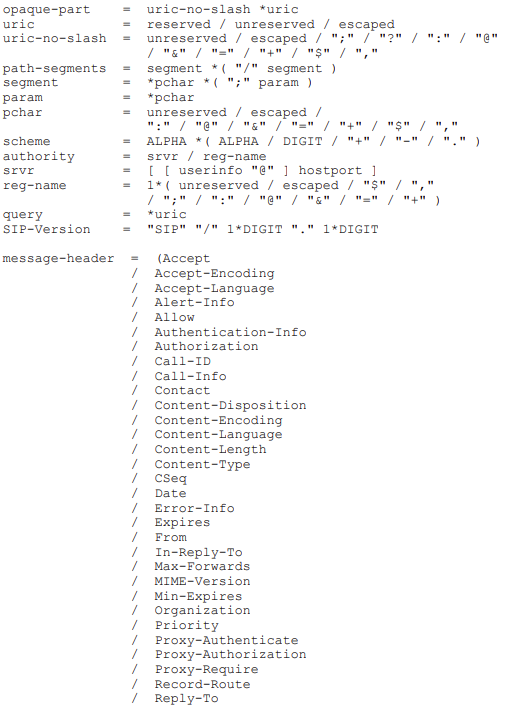 opaque-part    =  uric-no-slash *uric
uric           =  reserved / unreserved / escaped
uric-no-slash  =  unreserved / escaped / ";" / "?" / ":" / "@"
                  / "&" / "=" / "+" / "$" / ","
path-segments  =  segment *( "/" segment )
segment        =  *pchar *( ";" param )
param          =  *pchar
pchar          =  unreserved / escaped /
                  ":" / "@" / "&" / "=" / "+" / "$" / ","
scheme         =  ALPHA *( ALPHA / DIGIT / "+" / "-" / "." )
authority      =  srvr / reg-name
srvr           =  [ [ userinfo "@" ] hostport ]
reg-name       =  1*( unreserved / escaped / "$" / ","
                  / ";" / ":" / "@" / "&" / "=" / "+" )
query          =  *uric
SIP-Version    =  "SIP" "/" 1*DIGIT "." 1*DIGIT

message-header  =  (Accept
                /  Accept-Encoding
                /  Accept-Language
                /  Alert-Info
                /  Allow
                /  Authentication-Info
                /  Authorization
                /  Call-ID
                /  Call-Info
                /  Contact
                /  Content-Disposition
                /  Content-Encoding
                /  Content-Language
                /  Content-Length
                /  Content-Type
                /  CSeq
                /  Date
                /  Error-Info
                /  Expires
                /  From
                /  In-Reply-To
                /  Max-Forwards
                /  MIME-Version
                /  Min-Expires
                /  Organization
                /  Priority
                /  Proxy-Authenticate
                /  Proxy-Authorization
                /  Proxy-Require
                /  Record-Route
                /  Reply-To